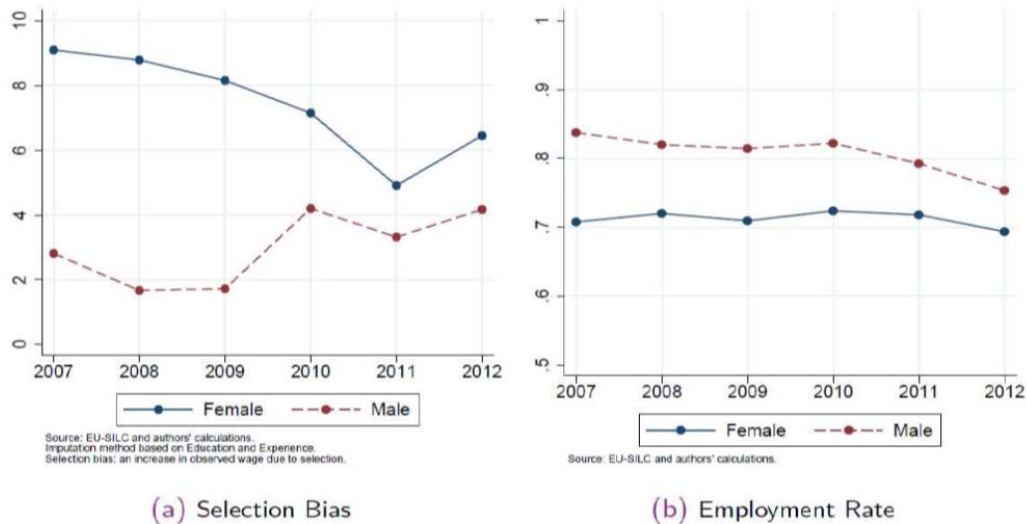 10
8
6
4
2
0
2007 2008 2009 2010 2011 2012
Female Male
Source: EU-SILC and authors' calculations.
Imputation method based on Education and Experience.
Selection bias: an increase in observed wage due to selection.
(a) Selection Bias
1
.9
.8
.7
.6
.5
2007 2008 2009 2010 2011 2012
Female Male
Source: EU-SILC and authors' calculations.
(b) Employment Rate